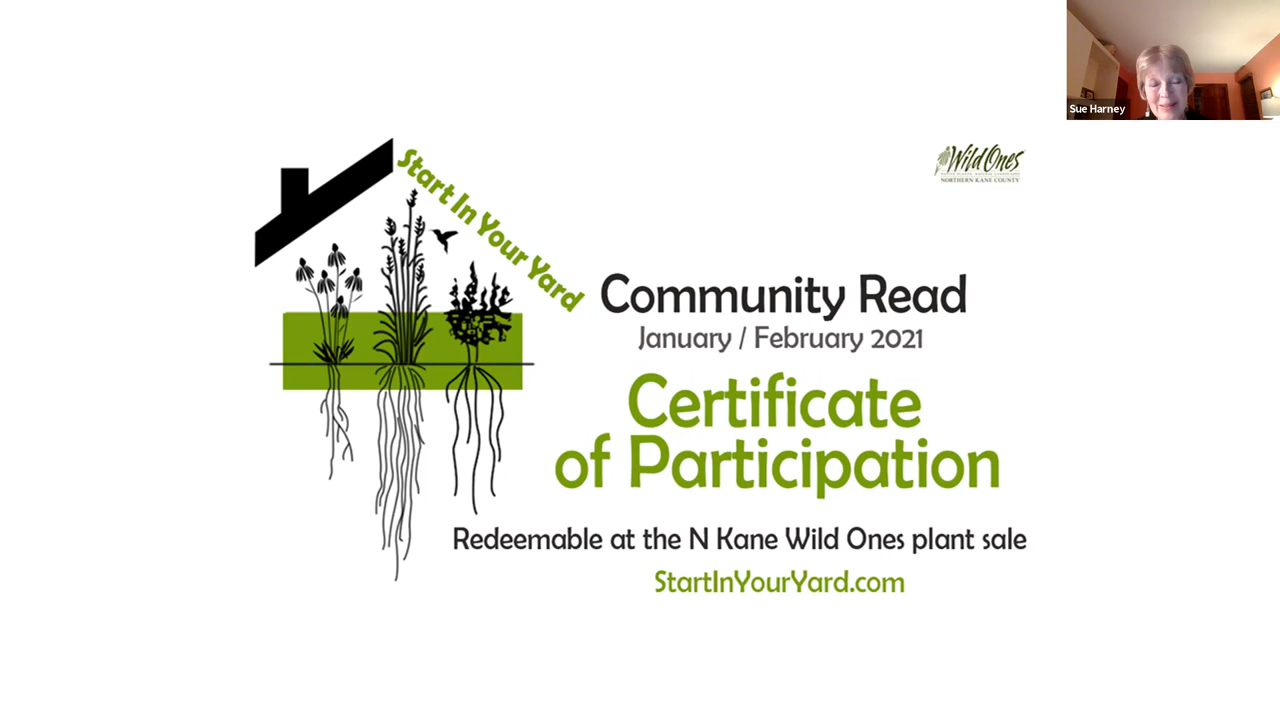 Sue Harney
Wild Ones
NORTHERN KANE COUNTY
Start In Your Yard
Community Read
January / February 2021
Certificate
of Participation
Redeemable at the N Kane Wild Ones plant sale
StartInYourYard.com